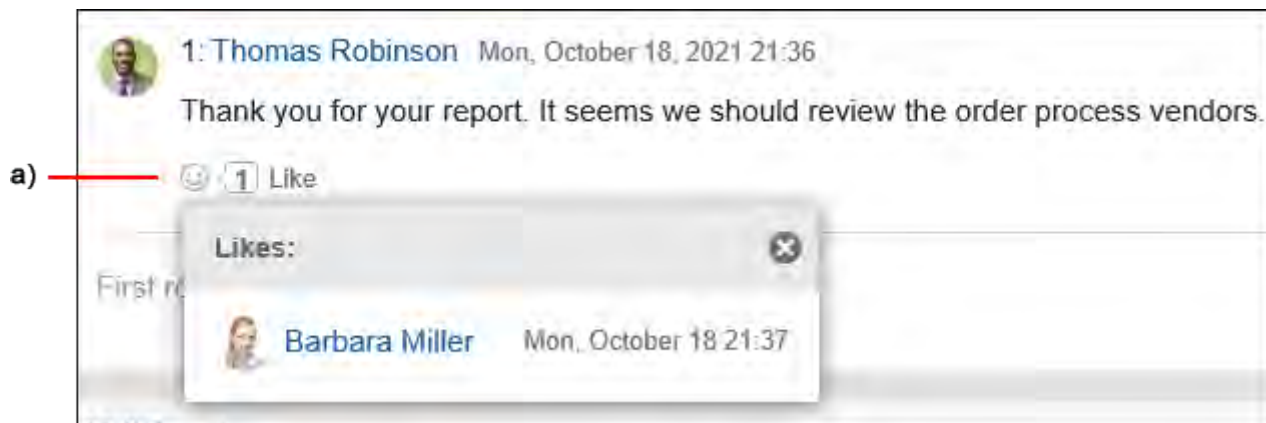 1: Thomas Robinson Mon, October 18, 2021 21:36
Thank you for your report. It seems we should review the order process vendors.
a) 1 Like
Likes:
First
Barbara Miller Mon, October 18 21:37